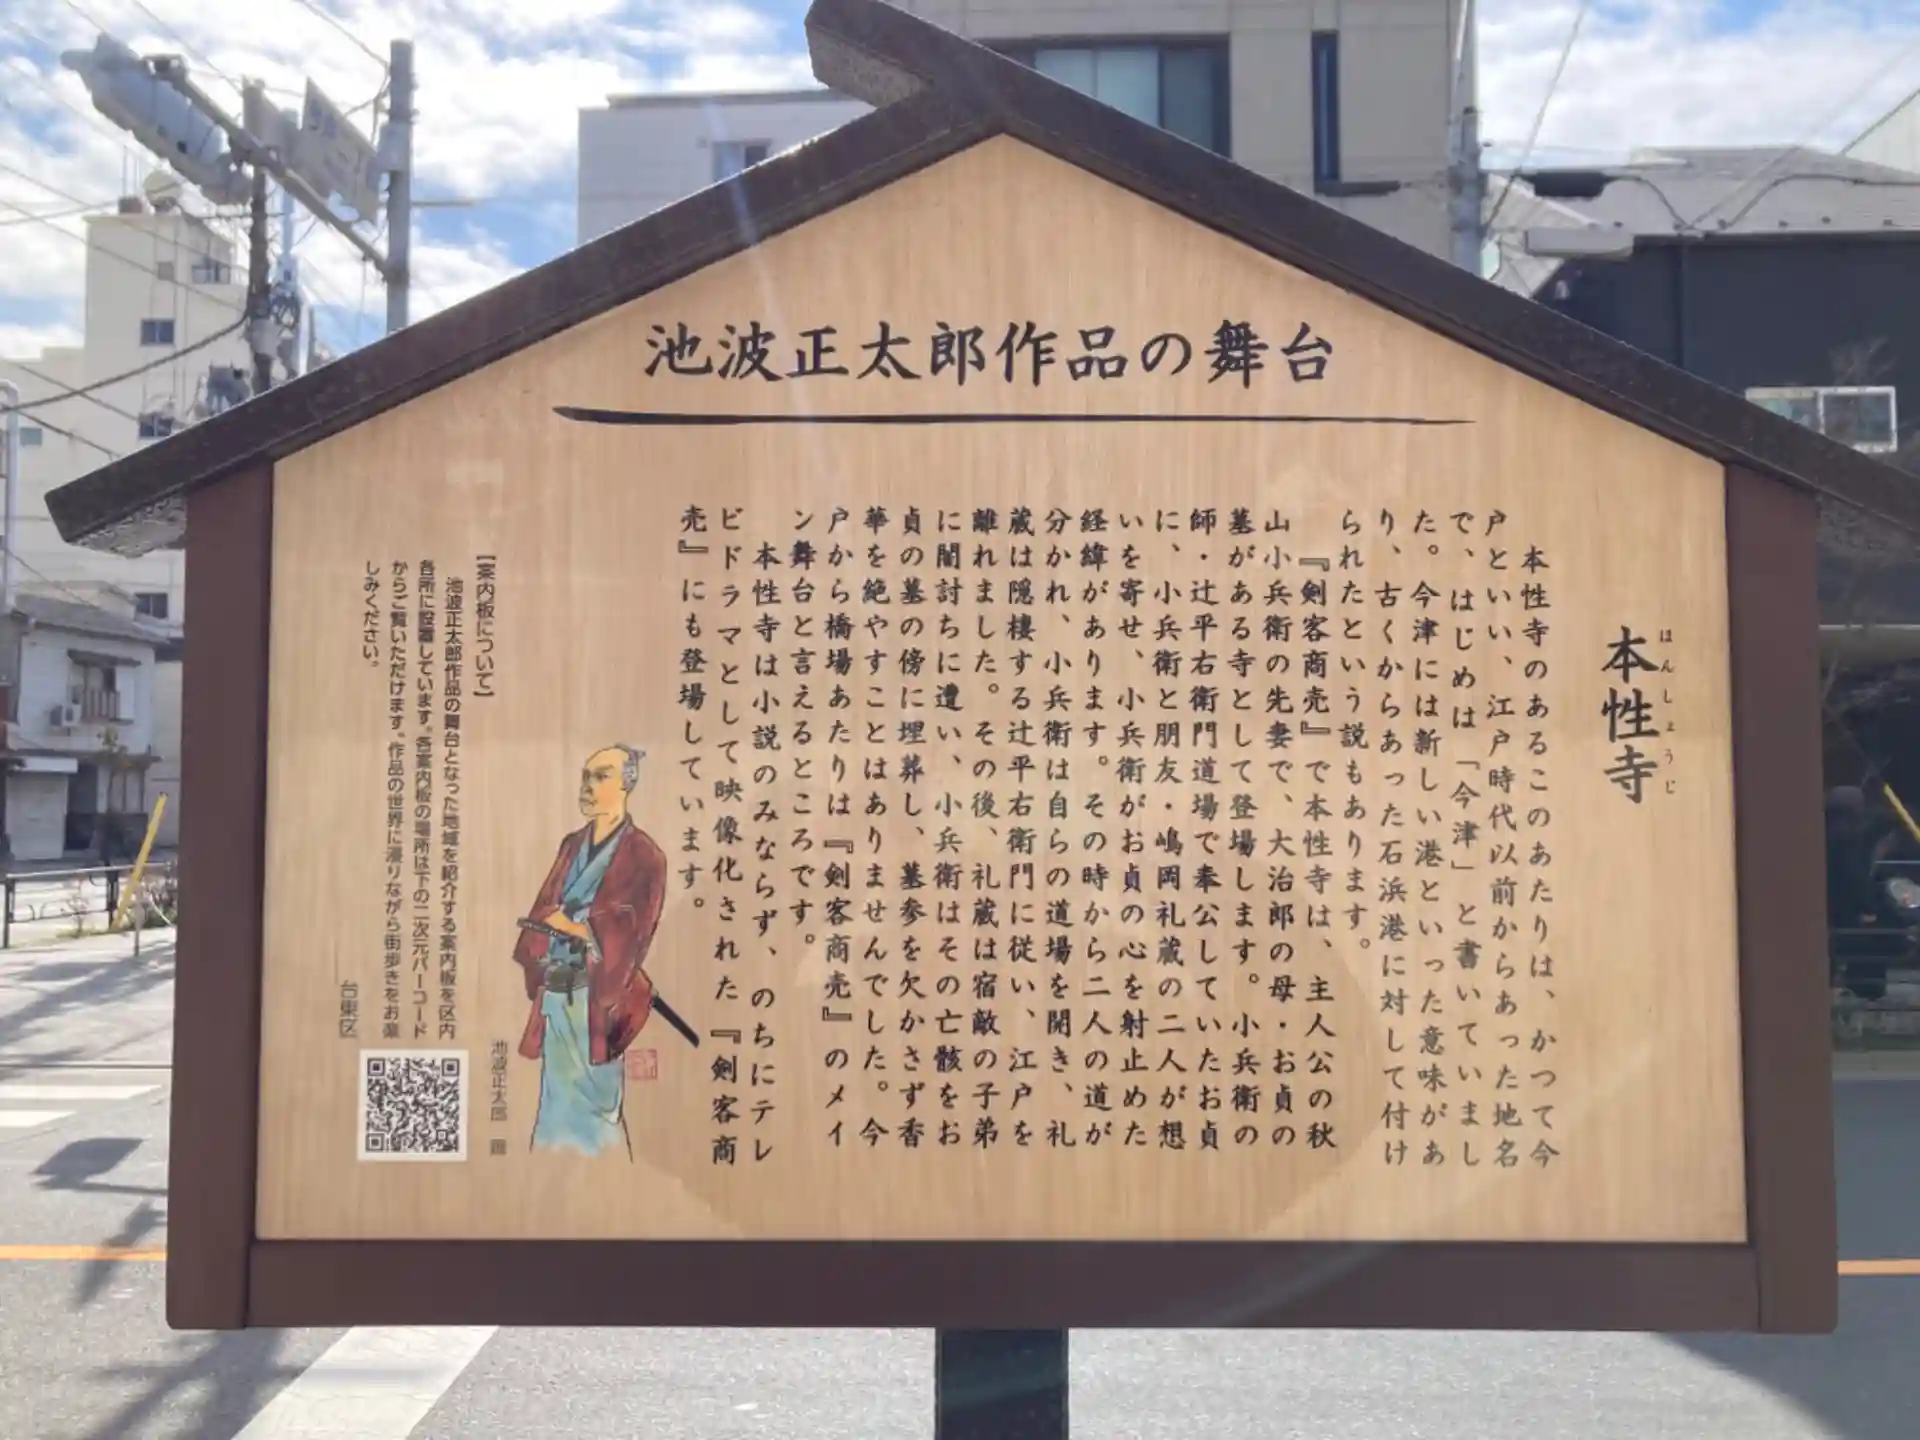 池波正太郎作品の舞台
本性寺
ほんしょうじ
本性寺のあるこのあたりは、かつて今
戸といい、江戸時代以前からあった地名
で、はじめは「今津」と書いていまし
た。今津には新しい港といった意味があ
り、古くからあった石浜港に対して付け
られたという説もあります。
『剣客商売』で本性寺は、主人公の秋
山小兵衛の先妻で、大治郎の母・お貞の
墓がある寺として登場します。小兵衛の
師・辻平右衛門道場で奉公していたお貞
に、小兵衛と朋友・嶋岡礼蔵の二人が想
いを寄せ、小兵衛がお貞の心を射止めた
経緯があります。その時から二人の道が
分かれ、小兵衛は自らの道場を開き、礼
蔵は隠棲する辻平右衛門に従い、江戸を
離れました。その後、礼蔵は宿敵の子弟
に闇討ちに遭い、小兵衛はその亡骸をお
貞の墓の傍に埋葬し、墓参を欠かさず香
華を絶やすことはありませんでした。今
戸から橋場あたりは『剣客商売』のメイ
ン舞台と言えるところです。
本性寺は小説のみならず、のちにテレ
ビドラマとして映像化された『剣客商
売』にも登場しています。
池波正太郎 画
【案内板について】
池波正太郎作品の舞台となった地域を紹介する案内板を区内
各所に設置しています。各案内板の場所は下の二次元バーコード
からご覧いただけます。作品の世界に浸りながら街歩きをお楽
しみください。
台東区